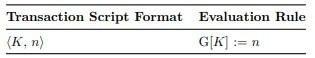 Transaction Script Format Evaluation Rule
⟨K, n⟩ G[K] := n